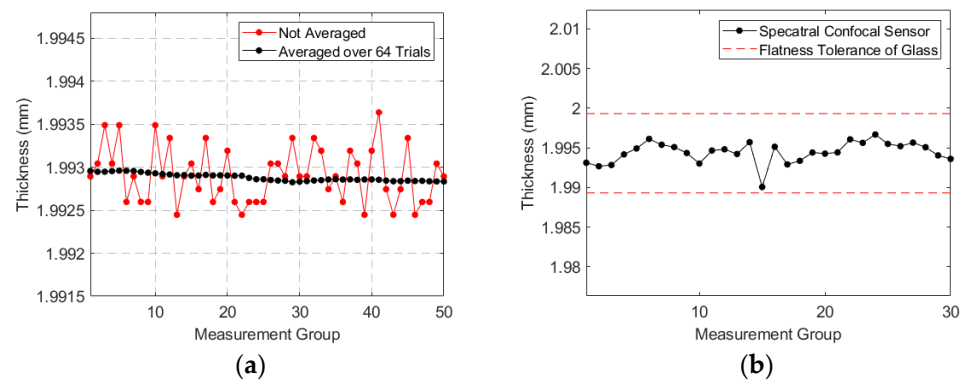 1.9945
1.994
1.9935
1.993
1.9925
1.992
1.9915
Thickness (mm)
Not Averaged
Averaged over 64 Trials
10
20
30
40
50
Measurement Group
(a)
2.01
2.005
2
1.995
1.99
1.985
1.98
Thickness (mm)
Specatral Confocal Sensor
Flatness Tolerance of Glass
10
20
30
Measurement Group
(b)